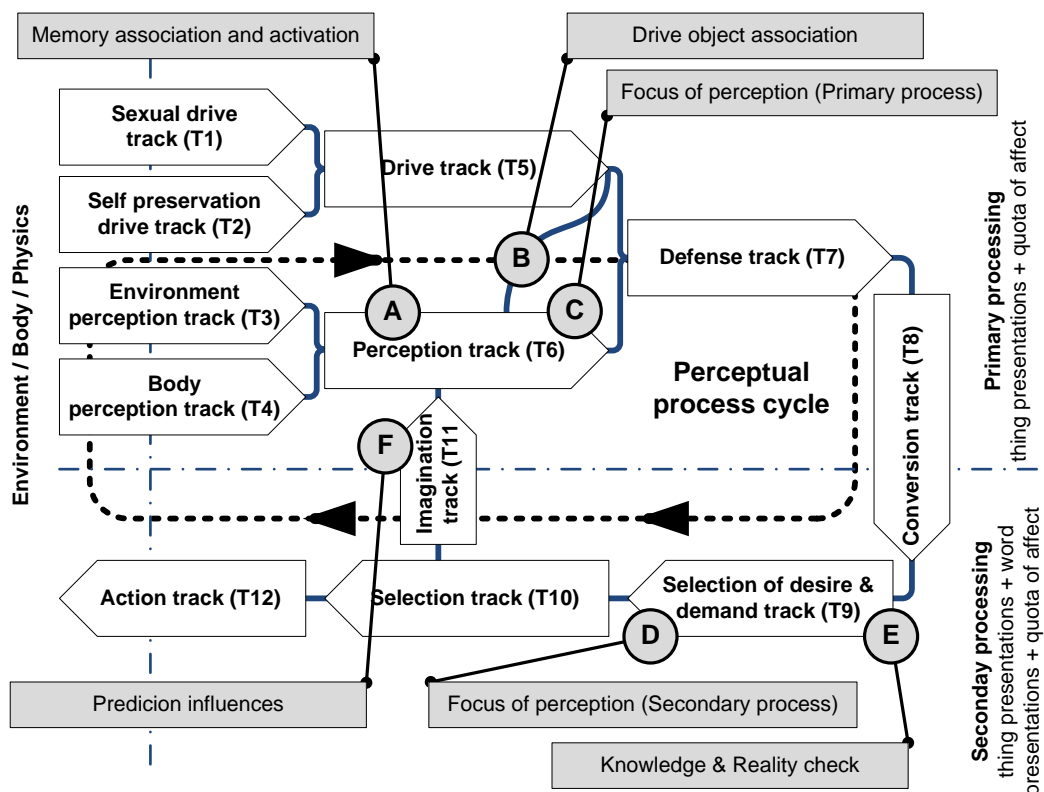 Memory association and activation
Drive object association
Focus of perception (Primary process)
Sexual drive
track (T1)
Drive track (T5)
Self preservation
drive track (T2)
B
Defense track (T7)
Environment
perception track (T3)
A
C
Perception track (T6)
Body
perception track (T4)
Perceptual
process cycle
F
Imagination
track (T11)
Conversion track (T8)
Action track (T12)
Selection track (T10)
Selection of desire &
demand track (T9)
D
E
Predicion influences
Focus of perception (Secondary process)
Knowledge & Reality check
Environment / Body / Physics
Primary processing
thing presentations + quota of affect
Seconday processing
thing presentations + word
presentations + quota of affect